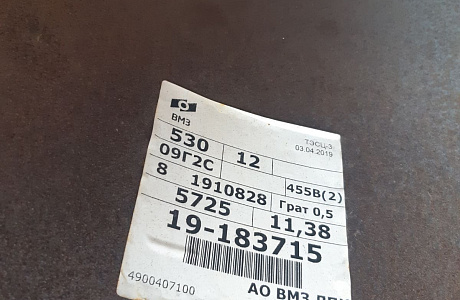 ВМЗ
ТЭСЦ-3
03.04.2019
530 12
09Г2С 455В(2)
8 1910828 Грат 0,5
5725 11,38
19-183715
4900407100 АО ВМЗ